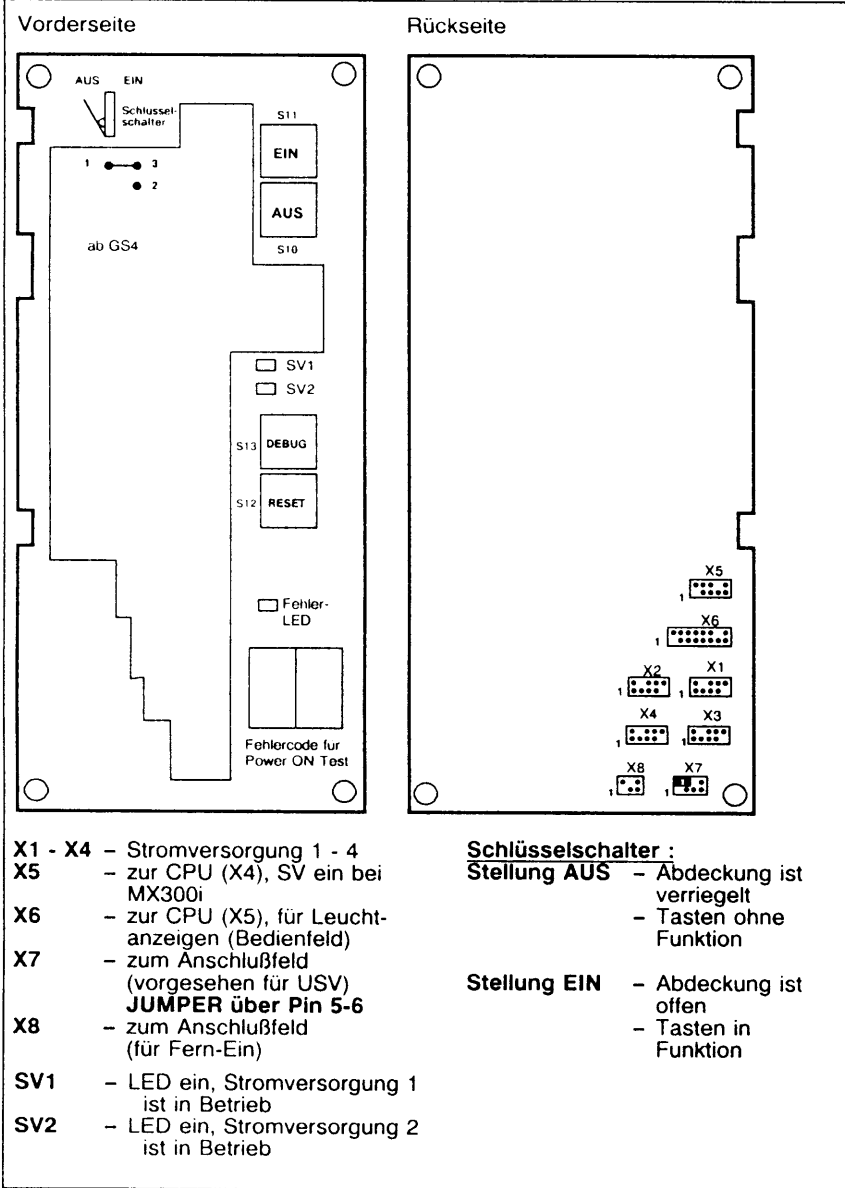 Vorderseite
Rückseite
AUS EIN
Schlüssel-
schalter
1 3
2
ab GS4
S11
EIN
AUS
S10
SV1
SV2
S13 DEBUG
S12 RESET
Fehler-
LED
Fehlercode für
Power ON Test
X5
1
X6
1
X2 X1
1 1
X4 X3
1 1
X8 X7
1 1
X1 - X4 – Stromversorgung 1 - 4
X5 – zur CPU (X4), SV ein bei
MX300i
X6 – zur CPU (X5), für Leucht-
anzeigen (Bedienfeld)
X7 – zum Anschlußfeld
(vorgesehen für USV)
JUMPER über Pin 5-6
X8 – zum Anschlußfeld
(für Fern-Ein)
SV1 – LED ein, Stromversorgung 1
ist in Betrieb
SV2 – LED ein, Stromversorgung 2
ist in Betrieb
Schlüsselschalter :
Stellung AUS – Abdeckung ist
verriegelt
– Tasten ohne
Funktion
Stellung EIN – Abdeckung ist
offen
– Tasten in
Funktion